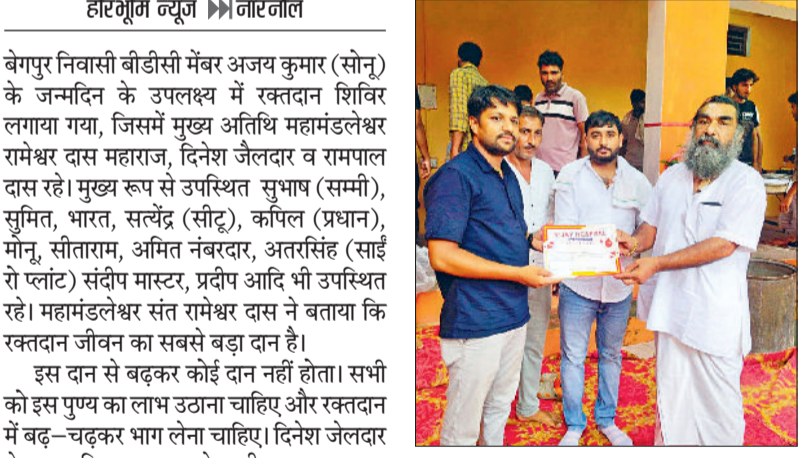 हरिभूमि न्यूज ▶▶ नारनौल
बेगपुर निवासी बीडीसी मेंबर अजय कुमार (सोनू)
के जन्मदिन के उपलक्ष्य में रक्तदान शिविर
लगाया गया, जिसमें मुख्य अतिथि महामंडलेश्वर
रामेश्वर दास महाराज, दिनेश जैलदार व रामपाल
दास रहे। मुख्य रूप से उपस्थित सुभाष (सम्मी),
सुमित, भारत, सत्येंद्र (सीटू), कपिल (प्रधान),
मोनू, सीताराम, अमित नंबरदार, अतरसिंह (साईं
रो प्लांट) संदीप मास्टर, प्रदीप आदि भी उपस्थित
रहे। महामंडलेश्वर संत रामेश्वर दास ने बताया कि
रक्तदान जीवन का सबसे बड़ा दान है।
इस दान से बढ़कर कोई दान नहीं होता। सभी
को इस पुण्य का लाभ उठाना चाहिए और रक्तदान
में बढ़–चढ़कर भाग लेना चाहिए। दिनेश जेलदार